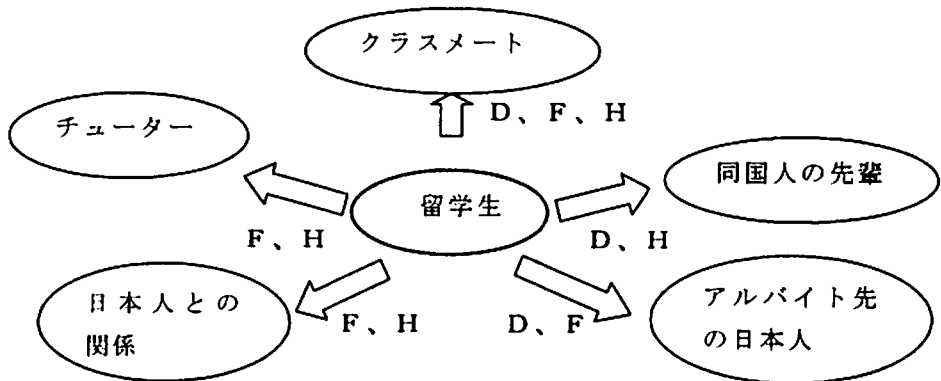 クラスメート
D、F、H
チューター
同国人の先輩
留学生
F、H
D、H
日本人との
関係
F、H
D、F
アルバイト先
の日本人